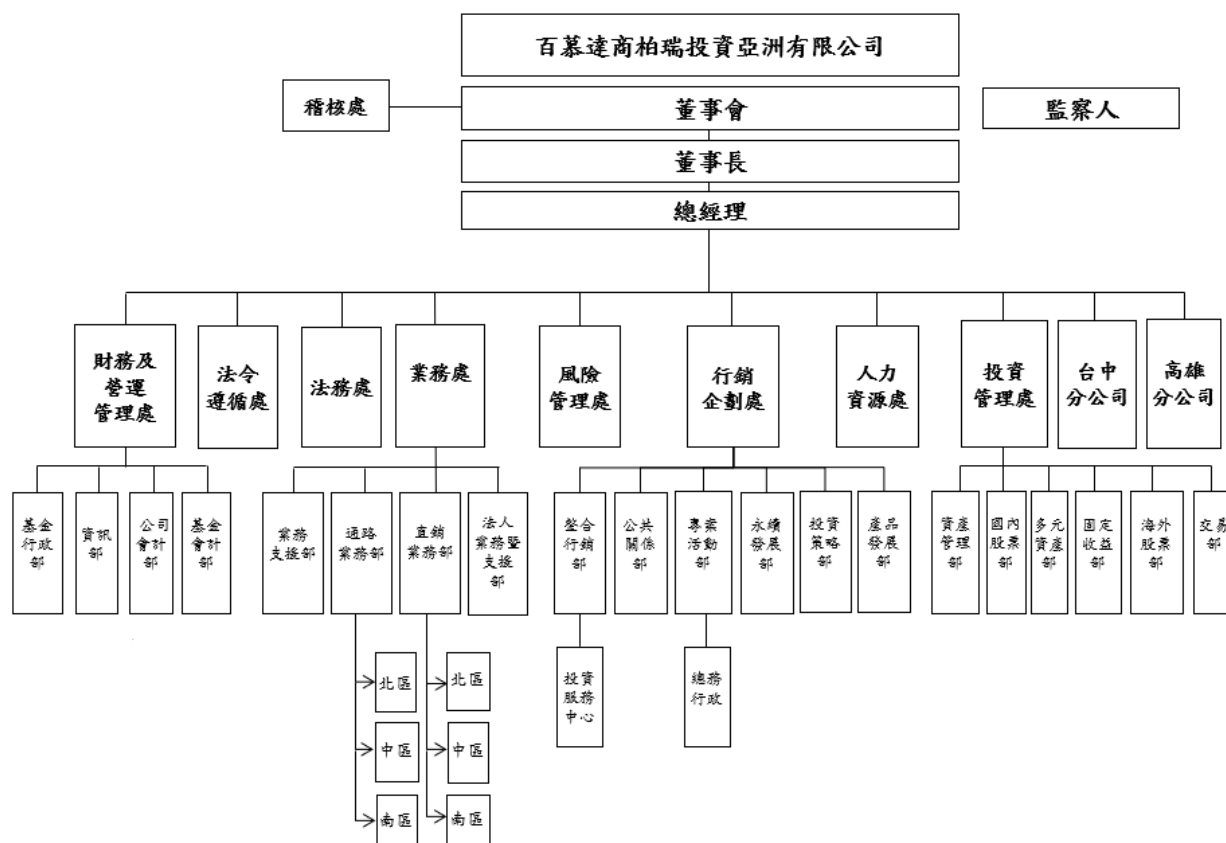 百慕達商柏瑞投資亞洲有限公司
稽核處
董事會
監察人
董事長
總經理
財務及
營運
管理處
法令
遵循處
法務處
業務處
風險
管理處
行銷
企劃處
人力
資源處
投資
管理處
台中
分公司
高雄
分公司
基金
行政
部
資訊
部
公司
會計
部
基金
會計
部
業務
支援部
通路
業務部
直銷
業務部
法人
業務暨
支援
部
整合
行銷
部
公共
關係
部
專案
活動
部
永續
發展
部
投資
策略
部
產品
發展
部
資產
管理
部
國內
股票
部
多元
資產
部
固定
收益
部
海外
股票
部
交易
部
北區
中區
南區
北區
中區
南區
投資
服務
中心
總務
行政